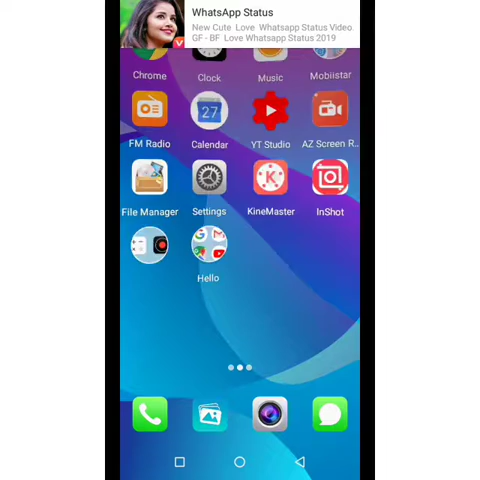 WhatsApp Status
New Cute Love Whatsapp Status Video
GF - BF Love Whatsapp Status 2019
Chrome
Clock
Music
Mobiistar
27
FM Radio
Calendar
YT Studio
AZ Screen R..
File Manager
Settings
KineMaster
InShot
Hello